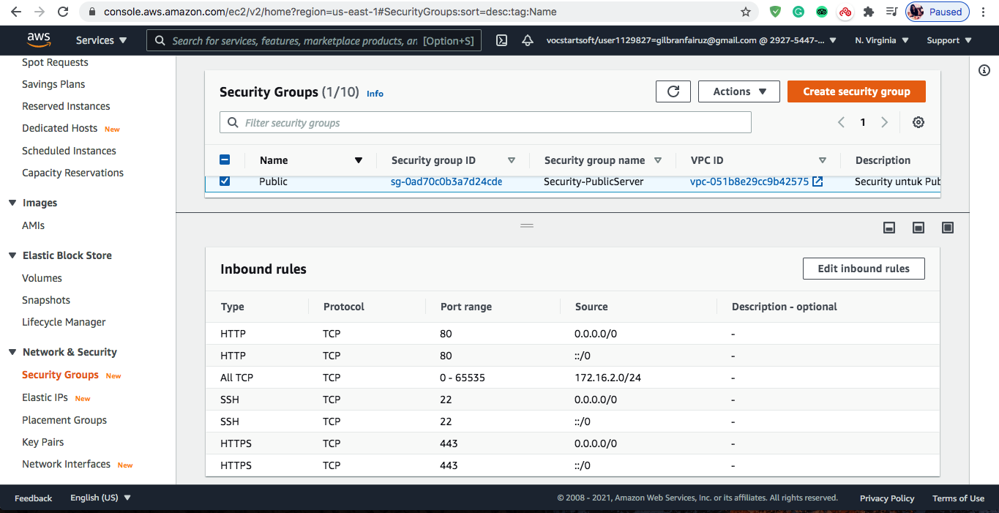 console.aws.amazon.com/ec2/v2/home?region=us-east-1#SecurityGroups:sort=desc:tag:Name
Paused
aws
Services
Search for services, features, marketplace products, an [Option+S]
vocstartsoft/user1129827=gilbranfairuz@gmail.com @ 2927-5447-...
N. Virginia
Support
Spot Requests
Savings Plans
Reserved Instances
Dedicated Hosts New
Scheduled Instances
Capacity Reservations
Images
AMIs
Elastic Block Store
Volumes
Snapshots
Lifecycle Manager
Network & Security
Security Groups New
Elastic IPs New
Placement Groups
Key Pairs
Network Interfaces New
Security Groups (1/10) Info
Actions
Create security group
Filter security groups
1
Name Security group ID Security group name VPC ID Description
Public sg-0ad70c0b3a7d24cde Security-PublicServer vpc-051b8e29cc9b42575 Security untuk Pub
Inbound rules
Edit inbound rules
Type Protocol Port range Source Description - optional
HTTP TCP 80 0.0.0.0/0 -
HTTP TCP 80 ::/0 -
All TCP TCP 0 - 65535 172.16.2.0/24 -
SSH TCP 22 0.0.0.0/0 -
SSH TCP 22 ::/0 -
HTTPS TCP 443 0.0.0.0/0 -
HTTPS TCP 443 ::/0 -
Feedback
English (US)
© 2008 - 2021, Amazon Web Services, Inc. or its affiliates. All rights reserved.
Privacy Policy
Terms of Use